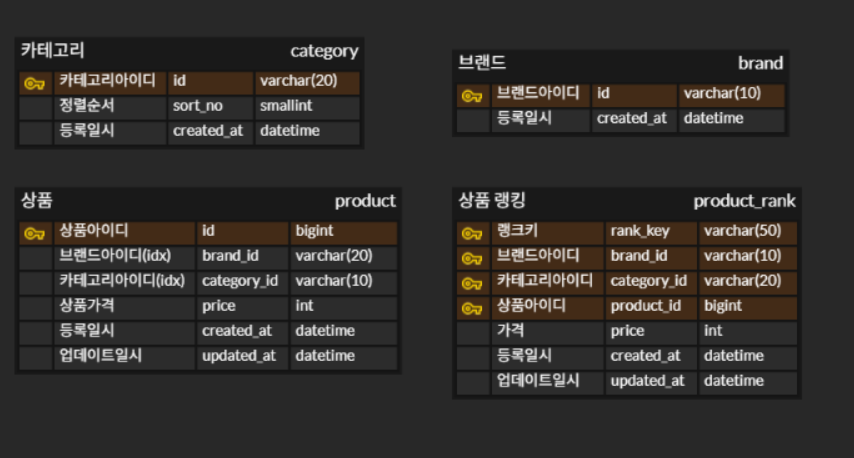 카테고리 category
카테고리아이디 id varchar(20)
정렬순서 sort_no smallint
등록일시 created_at datetime
브랜드 brand
브랜드아이디 id varchar(10)
등록일시 created_at datetime
상품 product
상품아이디 id bigint
브랜드아이디(idx) brand_id varchar(20)
카테고리아이디(idx) category_id varchar(10)
상품가격 price int
등록일시 created_at datetime
업데이트일시 updated_at datetime
상품 랭킹 product_rank
랭크키 rank_key varchar(50)
브랜드아이디 brand_id varchar(10)
카테고리아이디 category_id varchar(20)
상품아이디 product_id bigint
가격 price int
등록일시 created_at datetime
업데이트일시 updated_at datetime